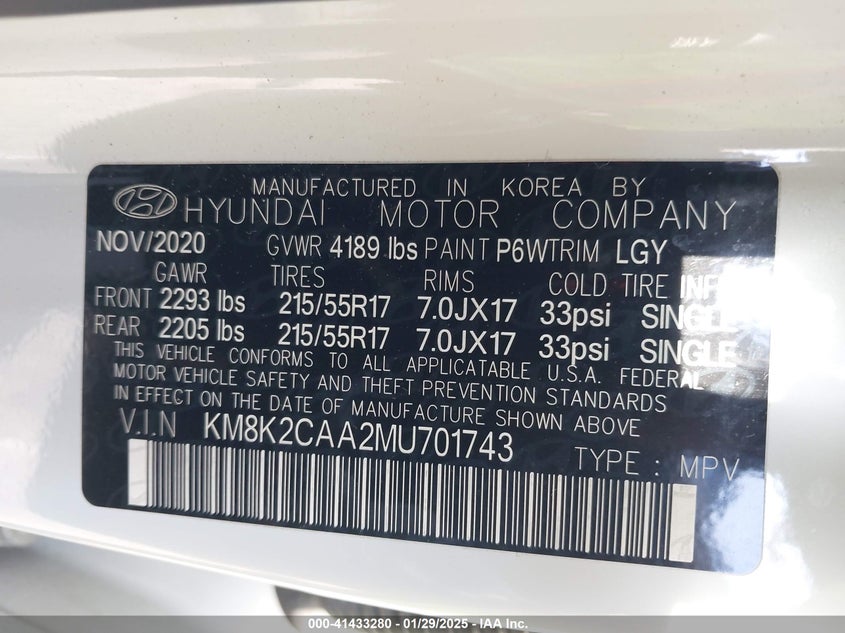 MANUFACTURED IN KOREA BY
HYUNDAI MOTOR COMPANY
NOV/2020 GVWR 4189 lbs PAINT P6W TRIM LGY
GAWR TIRES RIMS COLD TIRE INF
FRONT 2293 lbs 215/55R17 7.0JX17 33psi SINGLE
REAR 2205 lbs 215/55R17 7.0JX17 33psi SINGLE
THIS VEHICLE CONFORMS TO ALL APPLICATABLE U.S.A. FEDERAL
MOTOR VEHICLE SAFETY AND THEFT PREVENTION STANDARDS
IN EFFECT ON THE DATE OF MANUFACTURE SHOWN ABOVE
V.I.N KM8K2CAA2MU701743
TYPE : MPV
000-41433280 - 01/29/2025 - IAA Inc.